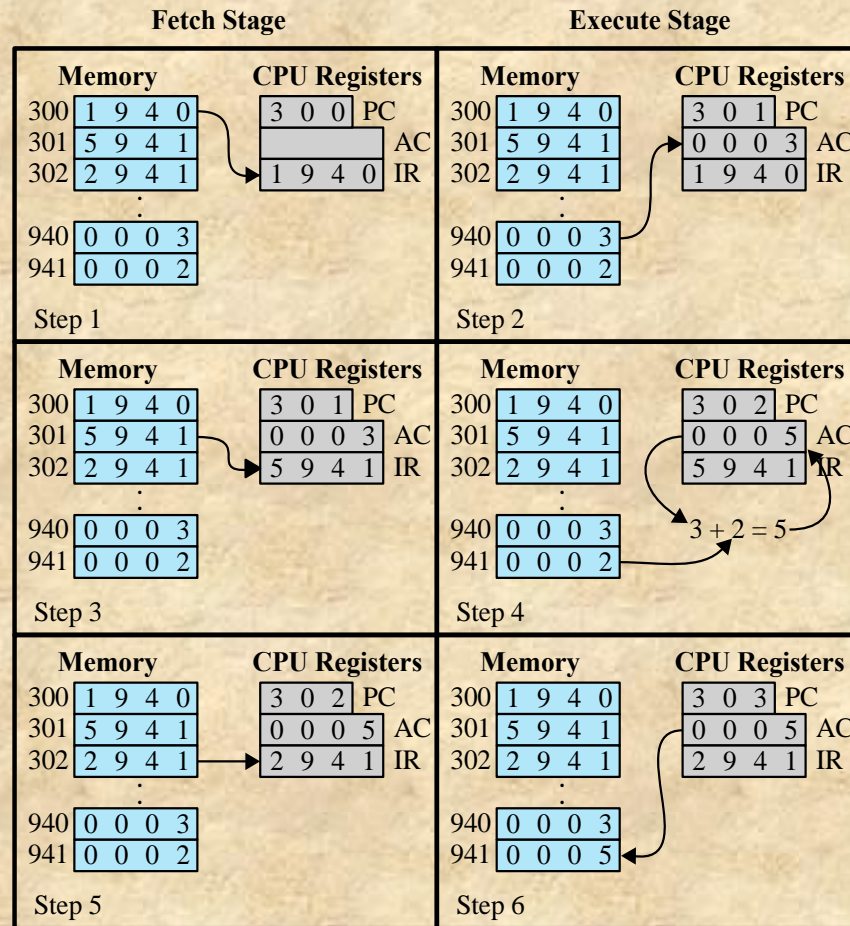 Fetch Stage
Execute Stage
Memory
CPU Registers
300 1 9 4 0
3 0 0 PC
301 5 9 4 1
AC
302 2 9 4 1
1 9 4 0 IR
940 0 0 0 3
941 0 0 0 2
Step 1
Memory
CPU Registers
300 1 9 4 0
3 0 1 PC
301 5 9 4 1
0 0 0 3 AC
302 2 9 4 1
1 9 4 0 IR
940 0 0 0 3
941 0 0 0 2
Step 2
Memory
CPU Registers
300 1 9 4 0
3 0 1 PC
301 5 9 4 1
0 0 0 3 AC
302 2 9 4 1
5 9 4 1 IR
940 0 0 0 3
941 0 0 0 2
Step 3
Memory
CPU Registers
300 1 9 4 0
3 0 2 PC
301 5 9 4 1
0 0 0 5 AC
302 2 9 4 1
5 9 4 1 IR
940 0 0 0 3
3 + 2 = 5
941 0 0 0 2
Step 4
Memory
CPU Registers
300 1 9 4 0
3 0 2 PC
301 5 9 4 1
0 0 0 5 AC
302 2 9 4 1
2 9 4 1 IR
940 0 0 0 3
941 0 0 0 2
Step 5
Memory
CPU Registers
300 1 9 4 0
3 0 3 PC
301 5 9 4 1
0 0 0 5 AC
302 2 9 4 1
2 9 4 1 IR
940 0 0 0 3
941 0 0 0 5
Step 6